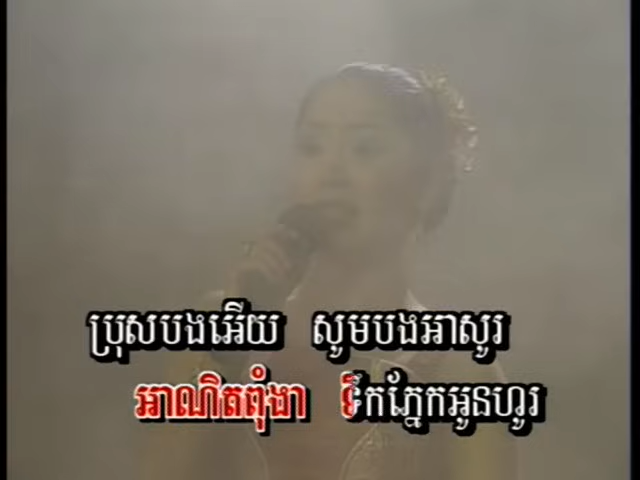 ប្រុសបងអើយ សូមបងអាសូរ
អាណិតពុំងា ទឹកភ្នែកអូនហូរ